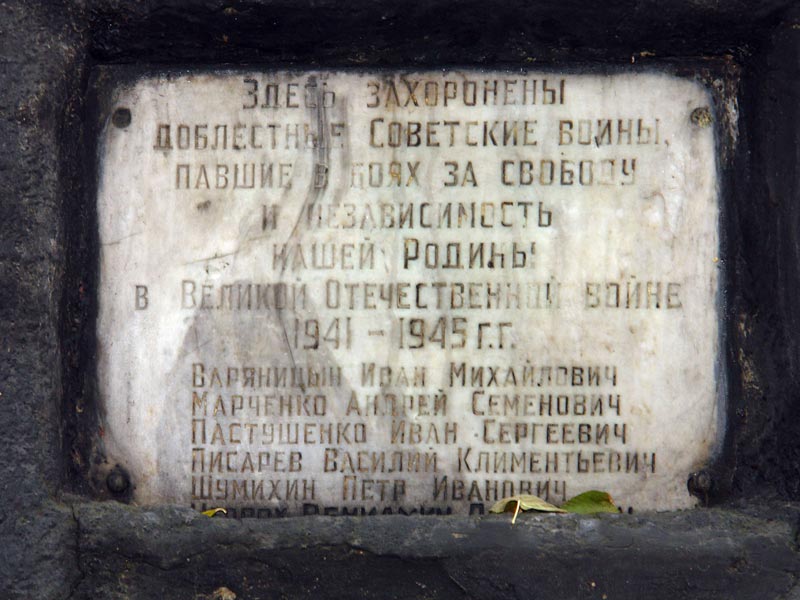 Здесь захоронены
доблестные Советские воины,
павшие в боях за свободу
и независимость
нашей Родины
в Великой Отечественной войне
1941 – 1945 г.г.
Варяницын Иван Михайлович
Марченко Андрей Семенович
Пастушенко Иван Сергеевич
Писарев Василий Климентьевич
Шумихин Петр Иванович